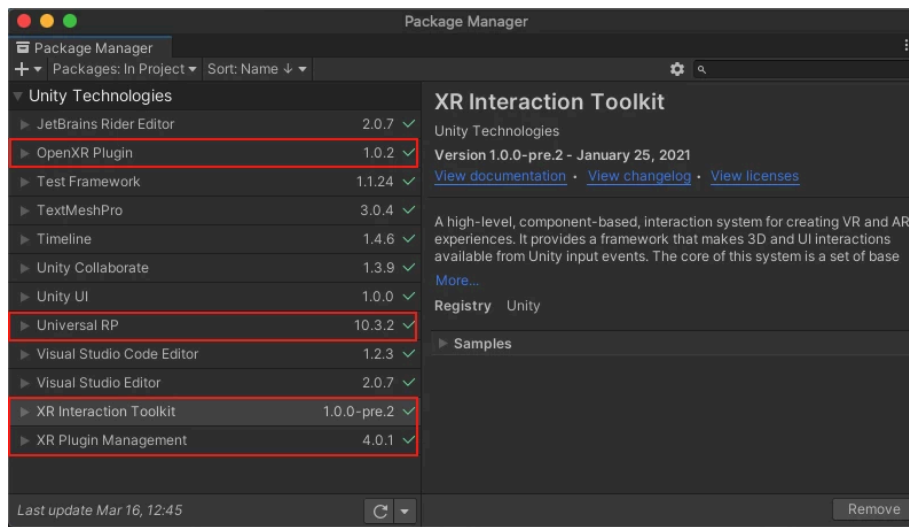 Package Manager
Package Manager
Packages: In Project Sort: Name ↓
Unity Technologies
JetBrains Rider Editor 2.0.7
OpenXR Plugin 1.0.2
Test Framework 1.1.24
TextMeshPro 3.0.4
Timeline 1.4.6
Unity Collaborate 1.3.9
Unity UI 1.0.0
Universal RP 10.3.2
Visual Studio Code Editor 1.2.3
Visual Studio Editor 2.0.7
XR Interaction Toolkit 1.0.0-pre.2
XR Plugin Management 4.0.1
Last update Mar 16, 12:45
XR Interaction Toolkit
Unity Technologies
Version 1.0.0-pre.2 - January 25, 2021
View documentation • View changelog • View licenses
A high-level, component-based, interaction system for creating VR and AR
experiences. It provides a framework that makes 3D and UI interactions
available from Unity input events. The core of this system is a set of base
More...
Registry Unity
Samples
Remove